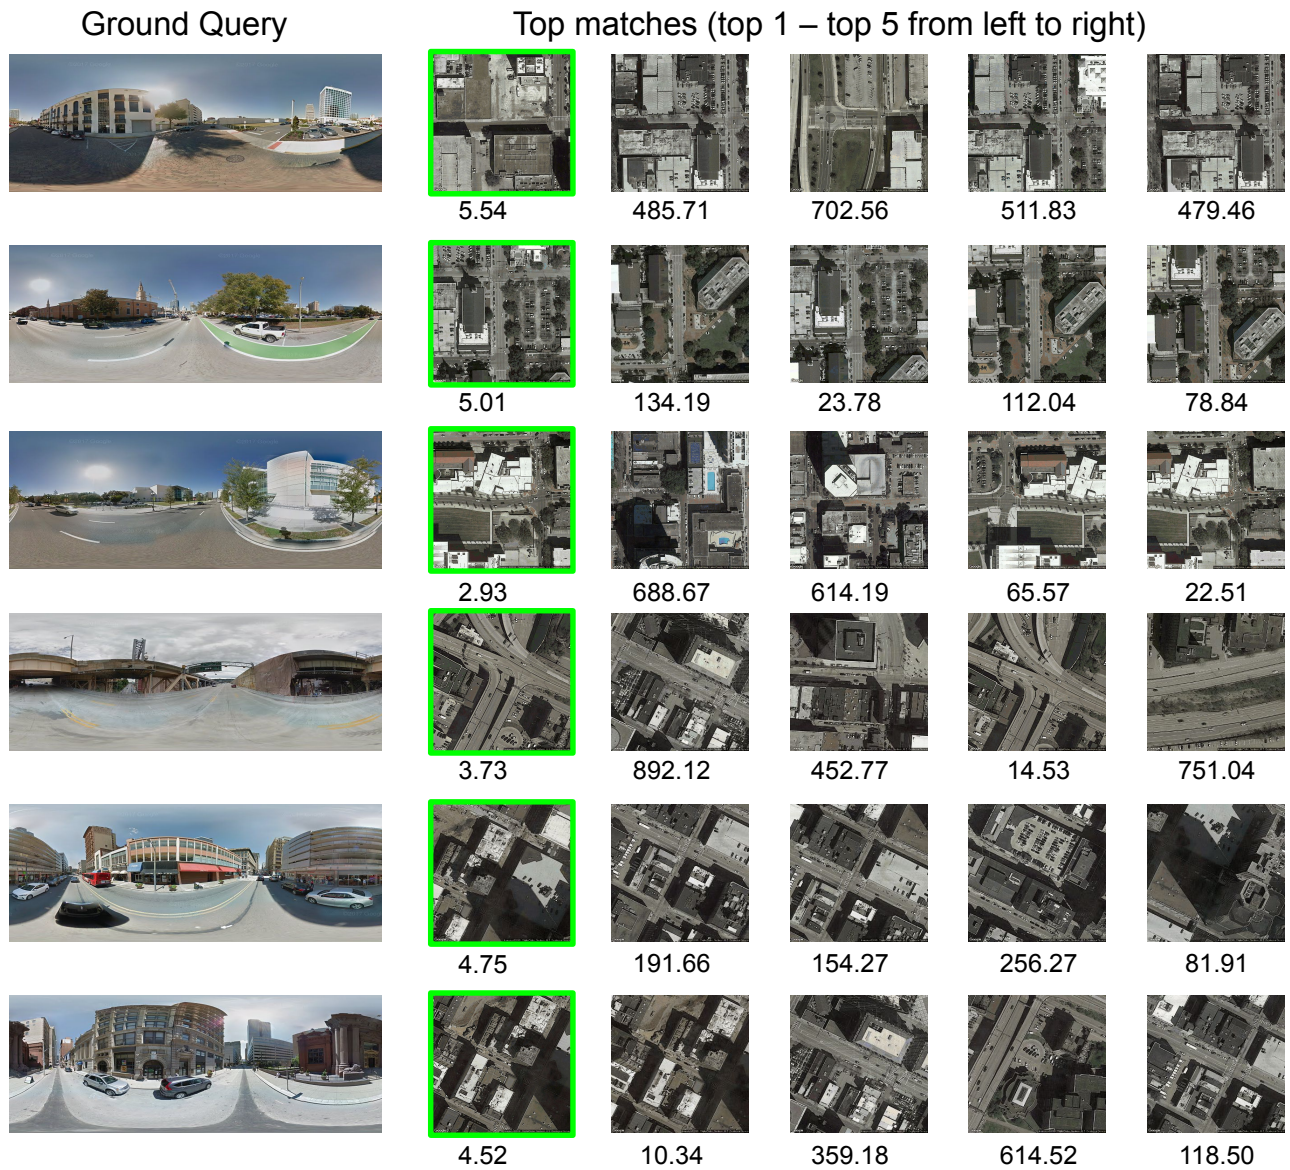 Ground Query
Top matches (top 1 – top 5 from left to right)
5.54 485.71 702.56 511.83 479.46
5.01 134.19 23.78 112.04 78.84
2.93 688.67 614.19 65.57 22.51
3.73 892.12 452.77 14.53 751.04
4.75 191.66 154.27 256.27 81.91
4.52 10.34 359.18 614.52 118.50